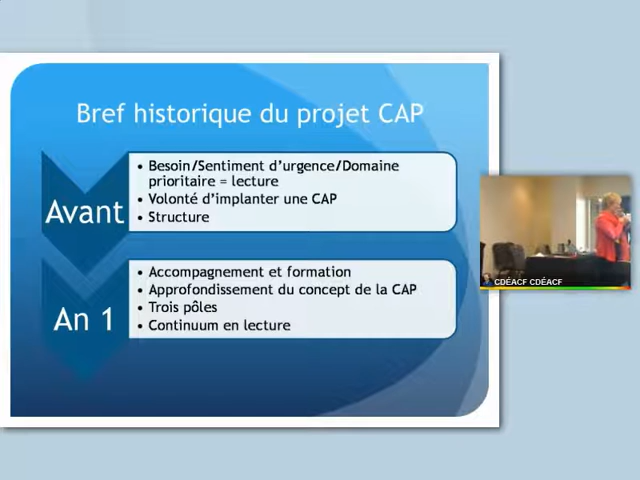 Bref historique du projet CAP
Avant
• Besoin/Sentiment d'urgence/Domaine
prioritaire = lecture
• Volonté d'implanter une CAP
• Structure
An 1
• Accompagnement et formation
• Approfondissement du concept de la CAP
• Trois pôles
• Continuum en lecture
CDÉACF CDÉACF